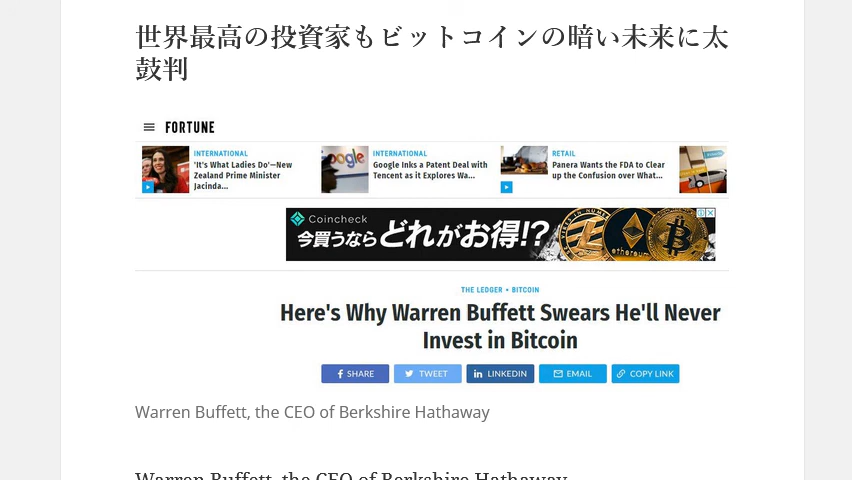 世界最高の投資家もビットコインの暗い未来に太
鼓判
FORTUNE
INTERNATIONAL
'It's What Ladies Do'—New
Zealand Prime Minister
Jacinda...
INTERNATIONAL
Google Inks a Patent Deal with
Tencent as it Explores Wa...
RETAIL
Panera Wants the FDA to Clear
up the Confusion over What...
Coincheck
今買うならどれがお得!?
ethereum
THE LEDGER • BITCOIN
Here's Why Warren Buffett Swears He'll Never
Invest in Bitcoin
SHARE
TWEET
LINKEDIN
EMAIL
COPY LINK
Warren Buffett, the CEO of Berkshire Hathaway
Warren Buffett, the CEO of Berkshire Hathaway